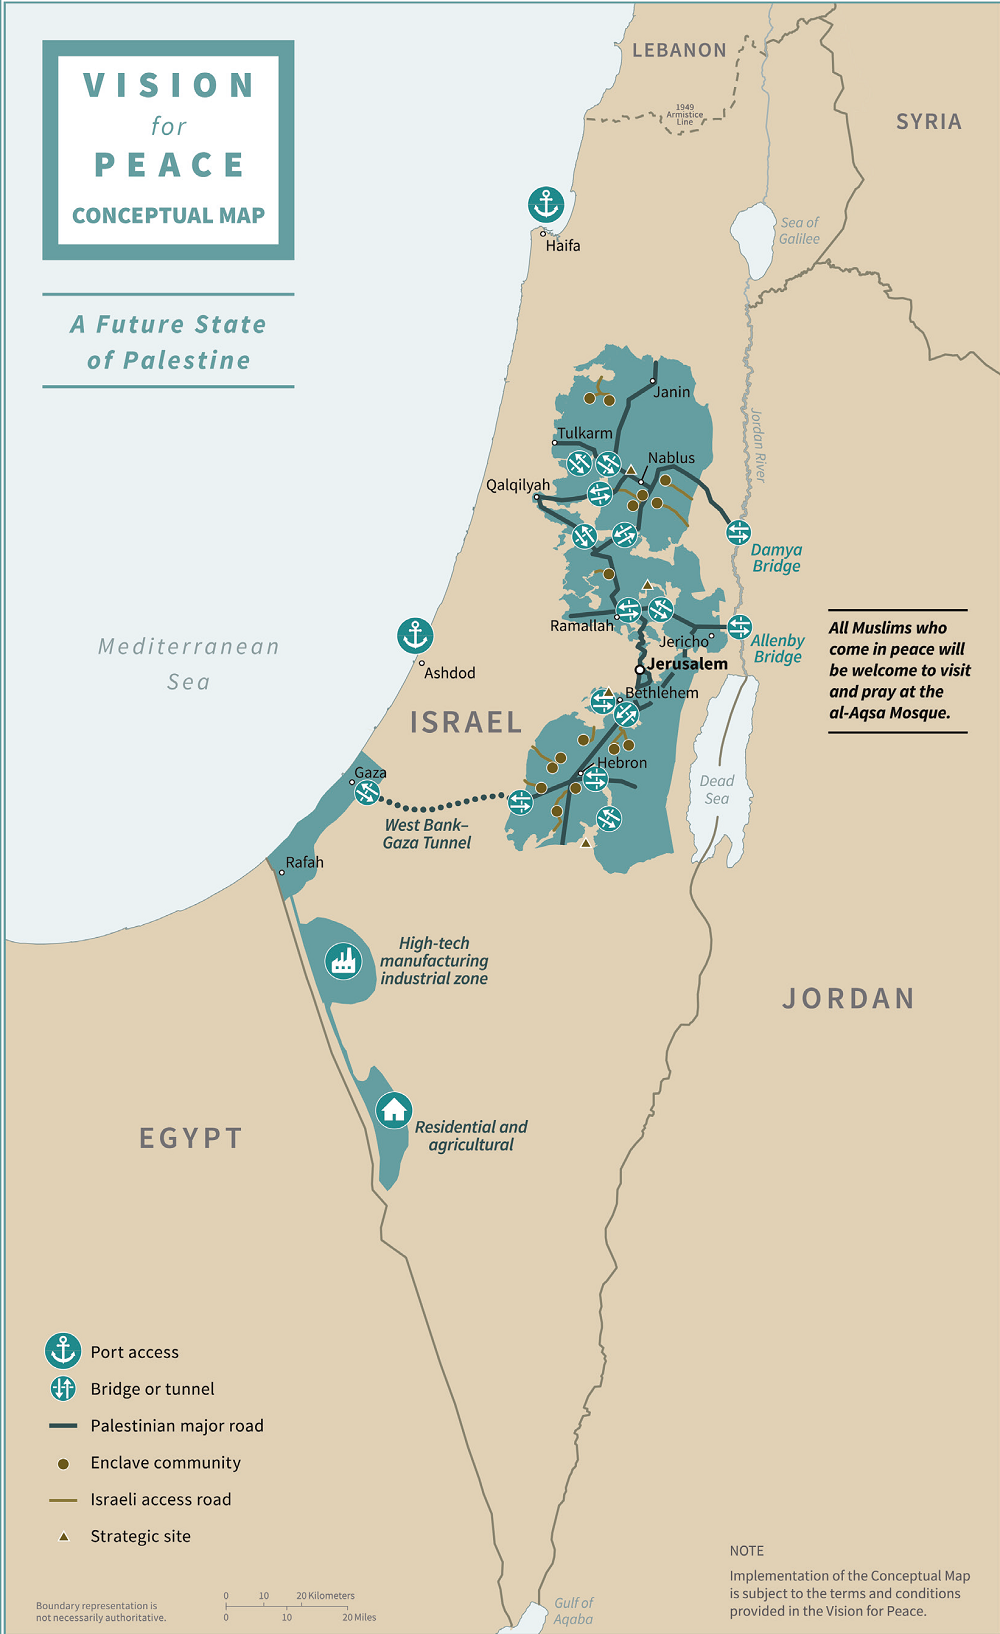 VISION
for
PEACE
CONCEPTUAL MAP
A Future State
of Palestine
LEBANON
1949
Armistice
Line
SYRIA
Sea of
Galilee
Haifa
Janin
Tulkarm
Nablus
Qalqilyah
Jordan River
Damya
Bridge
Ramallah
Jericho
Allenby
Bridge
Jerusalem
Bethlehem
All Muslims who
come in peace will
be welcome to visit
and pray at the
al-Aqsa Mosque.
Mediterranean
Sea
Ashdod
ISRAEL
Hebron
Dead
Sea
Gaza
West Bank–
Gaza Tunnel
Rafah
High-tech
manufacturing
industrial zone
JORDAN
EGYPT
Residential and
agricultural
Port access
Bridge or tunnel
Palestinian major road
Enclave community
Israeli access road
Strategic site
Boundary representation is
not necessarily authoritative.
0 10 20 Kilometers
0 10 20 Miles
Gulf of
Aqaba
NOTE
Implementation of the Conceptual Map
is subject to the terms and conditions
provided in the Vision for Peace.